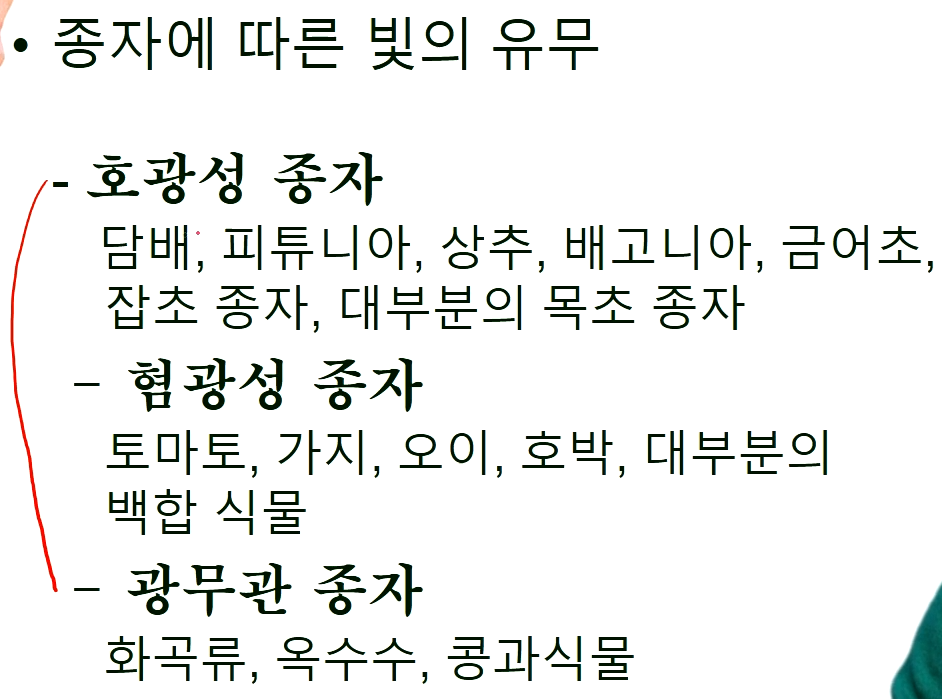 • 종자에 따른 빛의 유무
- 호광성 종자
담배, 피튜니아, 상추, 배고니아, 금어초,
잡초 종자, 대부분의 목초 종자
– 혐광성 종자
토마토, 가지, 오이, 호박, 대부분의
백합 식물
– 광무관 종자
화곡류, 옥수수, 콩과식물